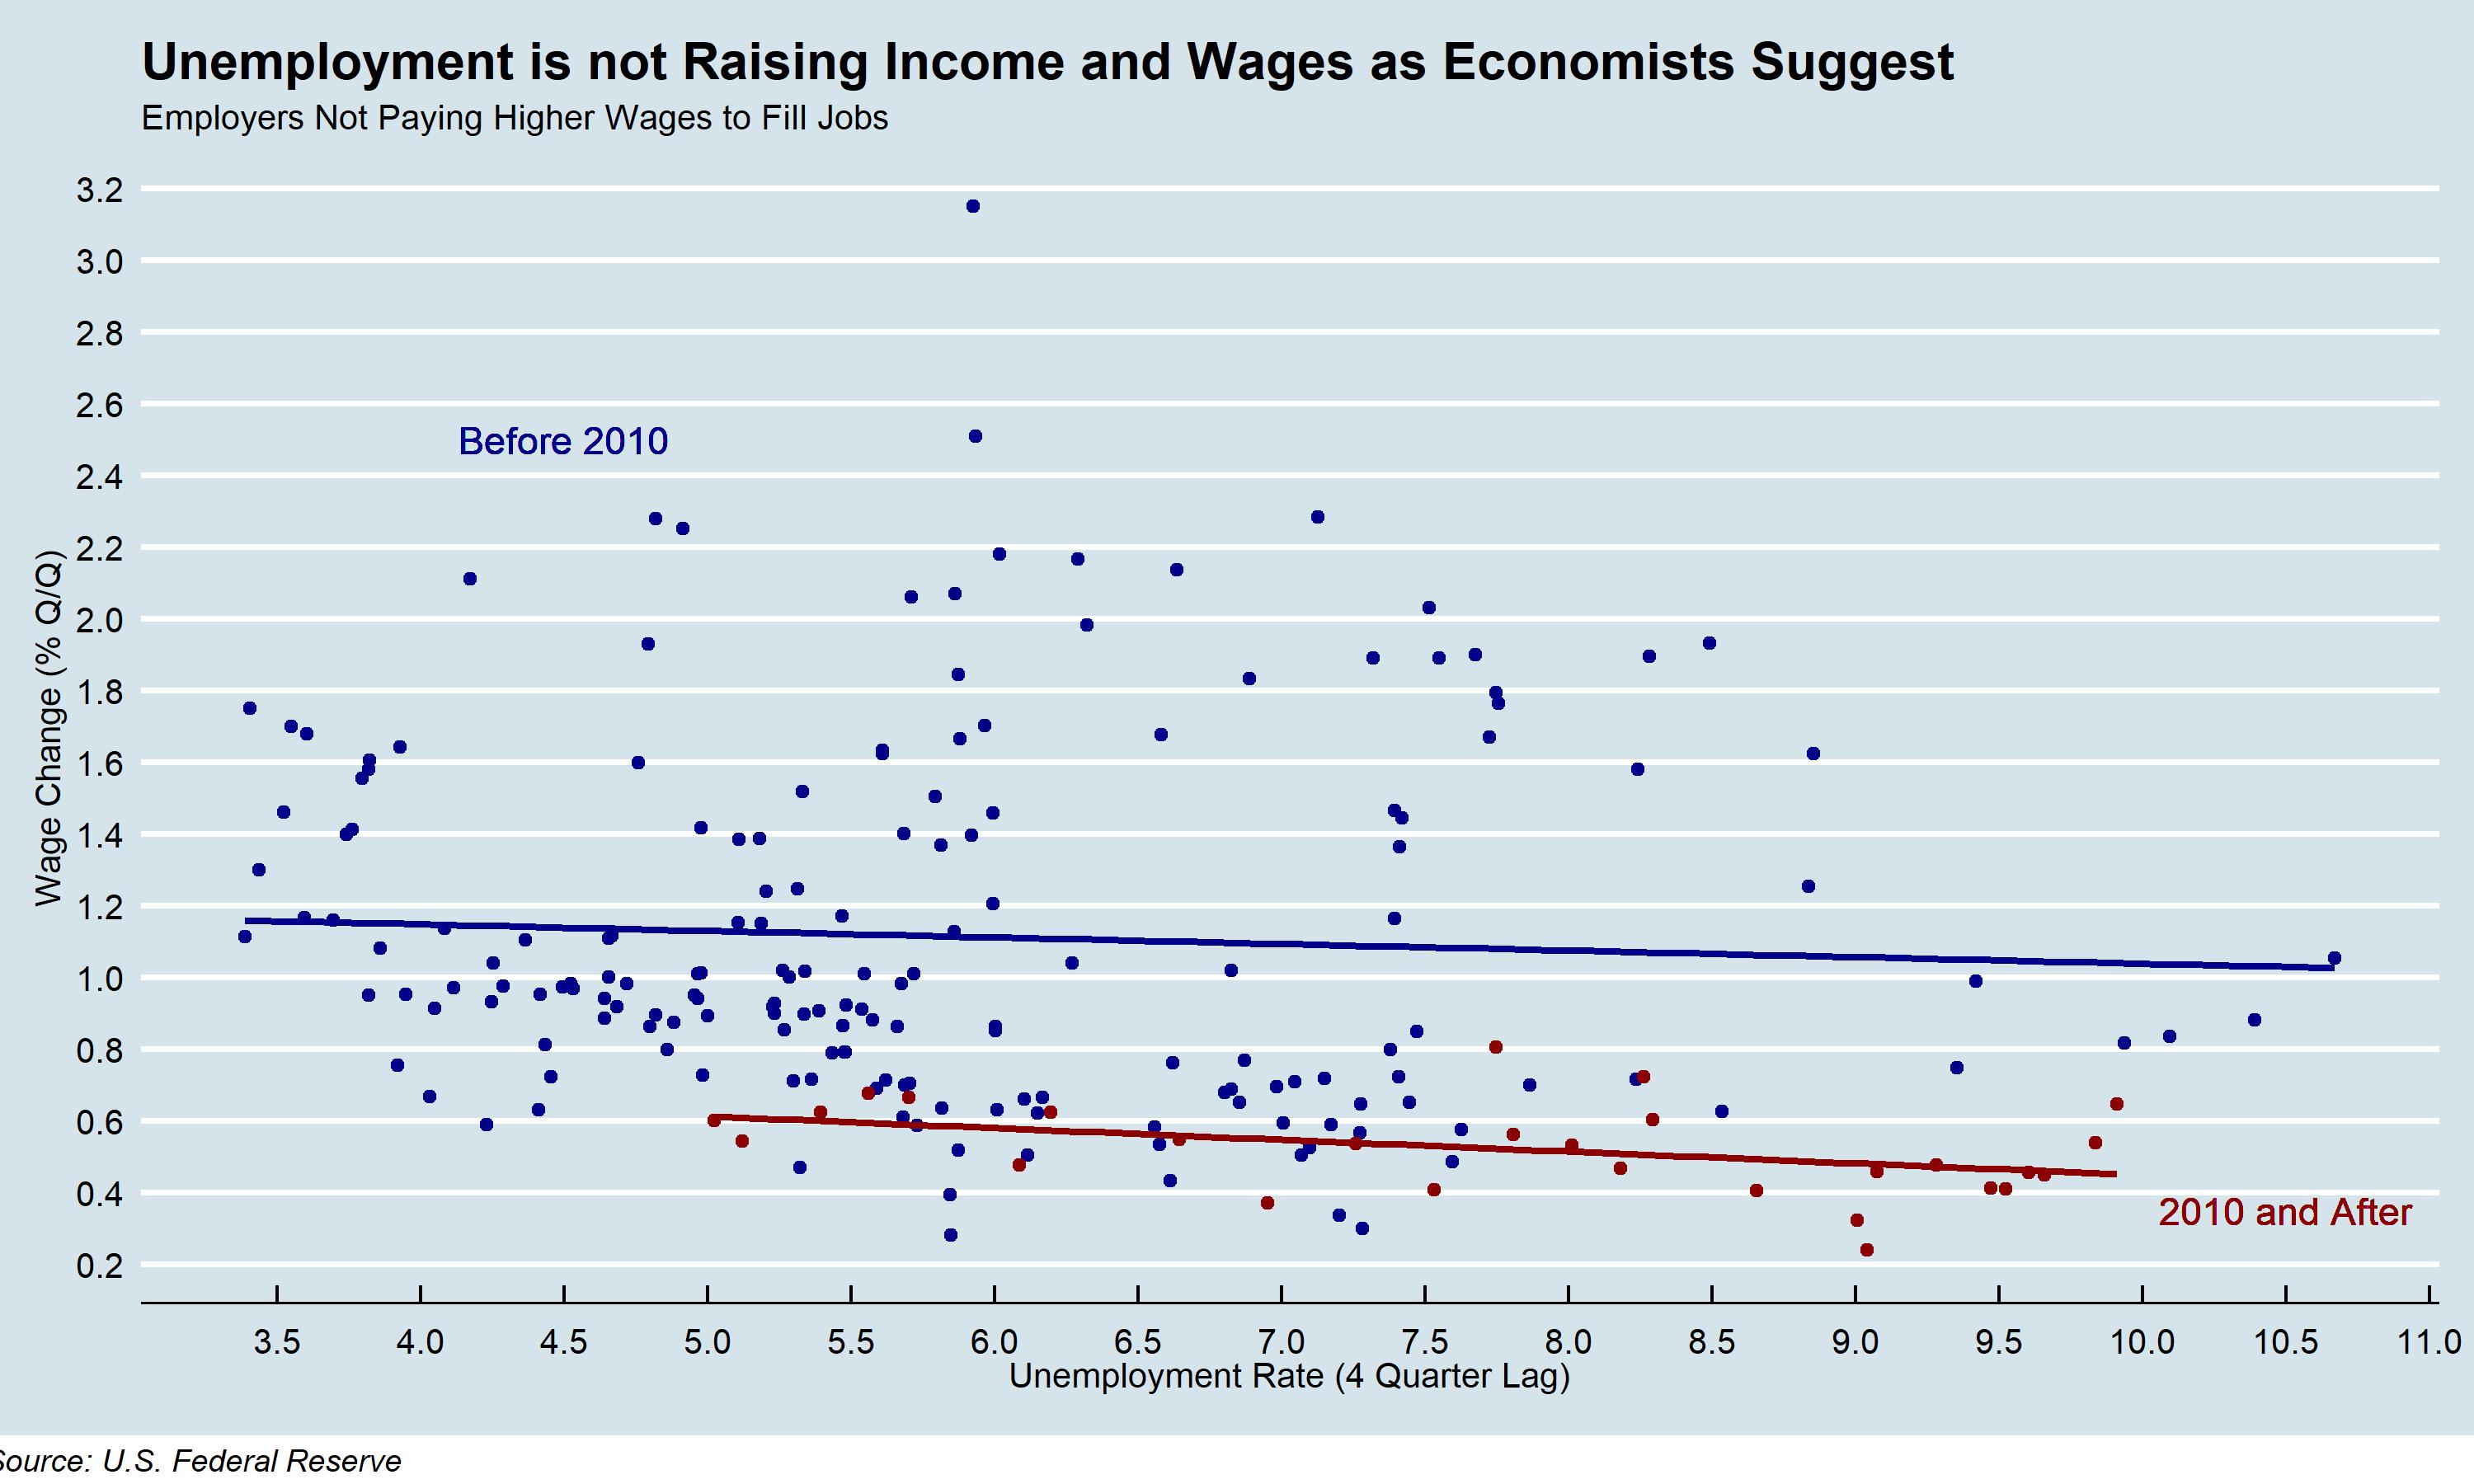 Unemployment is not Raising Income and Wages as Economists Suggest
Employers Not Paying Higher Wages to Fill Jobs
Wage Change (% Q/Q)
3.2
3.0
2.8
2.6
2.4
2.2
2.0
1.8
1.6
1.4
1.2
1.0
0.8
0.6
0.4
0.2
Before 2010
2010 and After
3.5 4.0 4.5 5.0 5.5 6.0 6.5 7.0 7.5 8.0 8.5 9.0 9.5 10.0 10.5 11.0
Unemployment Rate (4 Quarter Lag)
Source: U.S. Federal Reserve